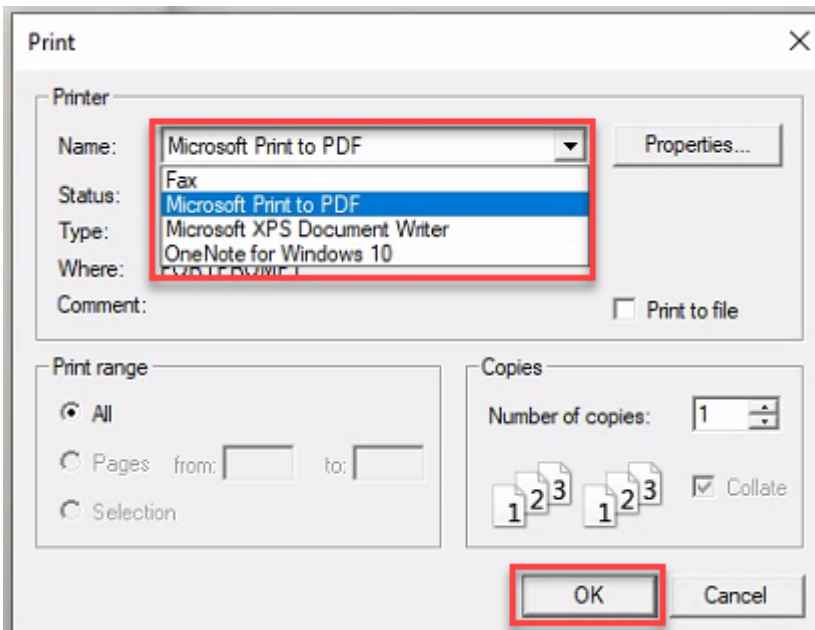 Print
Printer
Name: Microsoft Print to PDF Properties...
Fax
Status: Microsoft Print to PDF
Type: Microsoft XPS Document Writer
OneNote for Windows 10
Where: PORTPROMPT:
Comment: Print to file
Print range
All
Pages from: to:
Selection
Copies
Number of copies: 1
1 2 3 1 2 3 Collate
OK Cancel